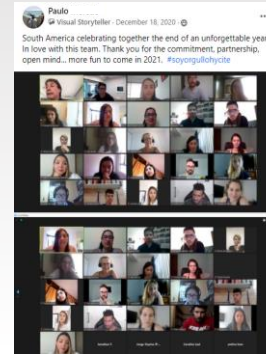 Paulo
Visual Storyteller · December 18, 2020 ·
South America celebrating together the end of an unforgettable year
In love with this team. Thank you for the commitment, partnership,
open mind... more fun to come in 2021. #soyorgullohycite